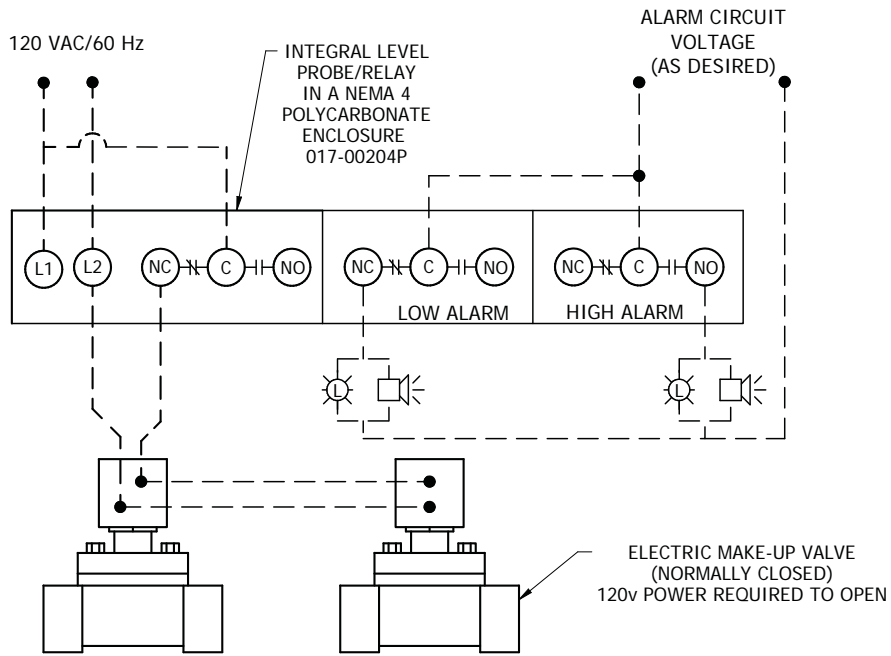 120 VAC/60 Hz
INTEGRAL LEVEL
PROBE/RELAY
IN A NEMA 4
POLYCARBONATE
ENCLOSURE
017-00204P
ALARM CIRCUIT
VOLTAGE
(AS DESIRED)
L1 L2 NC C NO
NC C NO
LOW ALARM
NC C NO
HIGH ALARM
L
L
ELECTRIC MAKE-UP VALVE
(NORMALLY CLOSED)
120v POWER REQUIRED TO OPEN